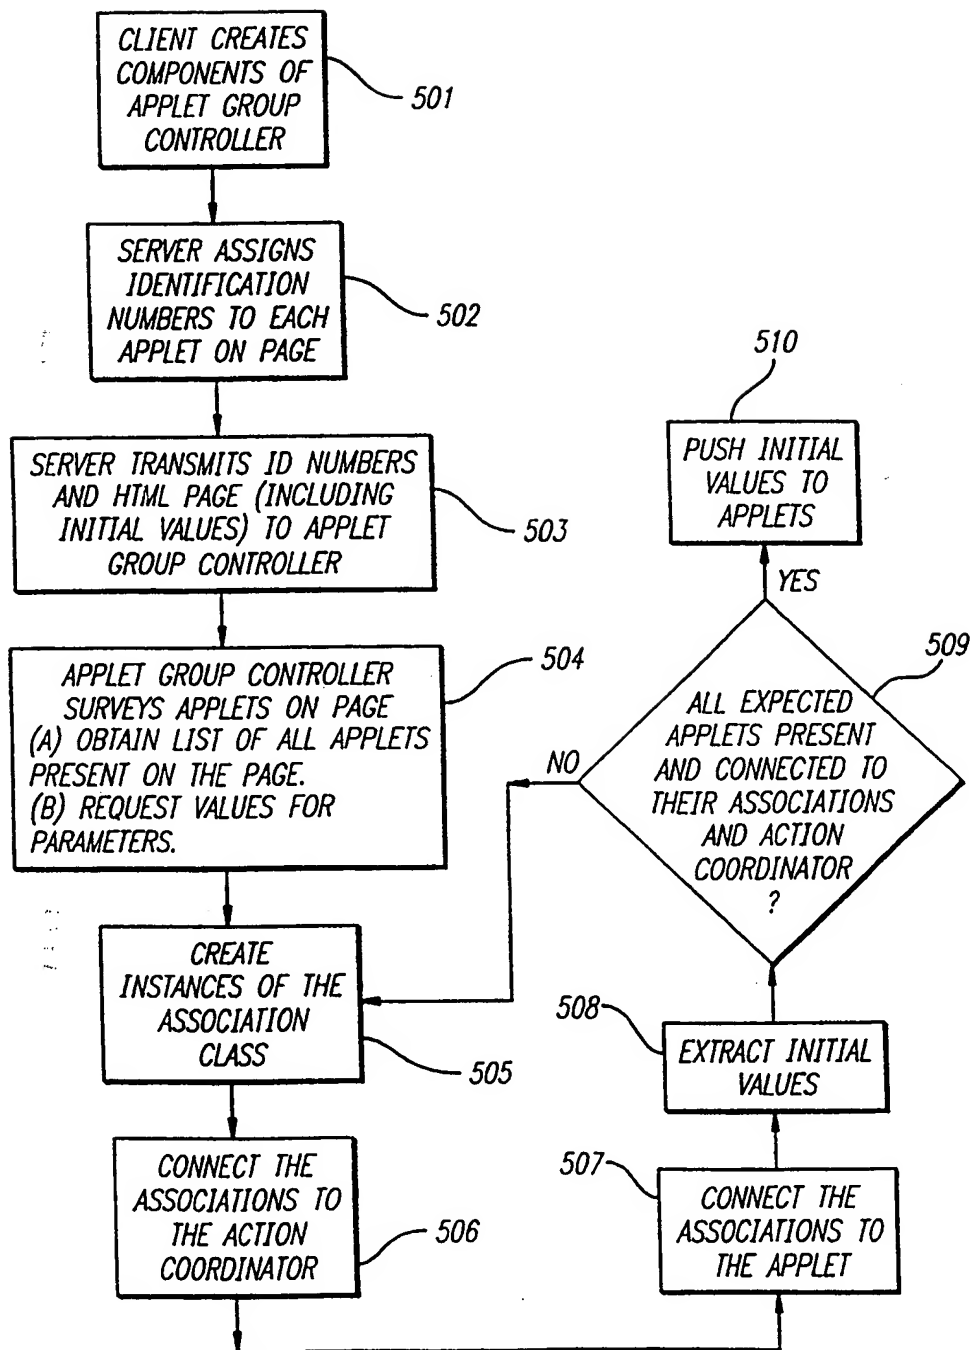 CLIENT CREATES
COMPONENTS OF
APPLET GROUP
CONTROLLER
501
SERVER ASSIGNS
IDENTIFICATION
NUMBERS TO EACH
APPLET ON PAGE
502
SERVER TRANSMITS ID NUMBERS
AND HTML PAGE (INCLUDING
INITIAL VALUES) TO APPLET
GROUP CONTROLLER
503
APPLET GROUP CONTROLLER
SURVEYS APPLETS ON PAGE
(A) OBTAIN LIST OF ALL APPLETS
PRESENT ON THE PAGE.
(B) REQUEST VALUES FOR
PARAMETERS.
504
CREATE
INSTANCES OF THE
ASSOCIATION
CLASS
505
CONNECT THE
ASSOCIATIONS TO
THE ACTION
COORDINATOR
506
507
CONNECT THE
ASSOCIATIONS TO
THE APPLET
508
EXTRACT INITIAL
VALUES
509
ALL EXPECTED
APPLETS PRESENT
AND CONNECTED TO
THEIR ASSOCIATIONS
AND ACTION
COORDINATOR
?
NO
YES
510
PUSH INITIAL
VALUES TO
APPLETS